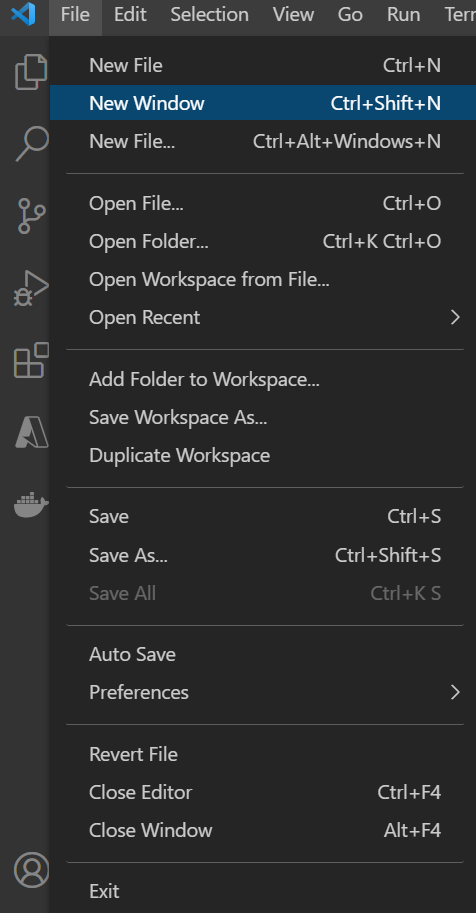 File Edit Selection View Go Run
New File Ctrl+N
New Window Ctrl+Shift+N
New File... Ctrl+Alt+Windows+N
Open File... Ctrl+O
Open Folder... Ctrl+K Ctrl+O
Open Workspace from File...
Open Recent
Add Folder to Workspace...
Save Workspace As...
Duplicate Workspace
Save Ctrl+S
Save As... Ctrl+Shift+S
Save All Ctrl+K S
Auto Save
Preferences
Revert File
Close Editor Ctrl+F4
Close Window Alt+F4
Exit